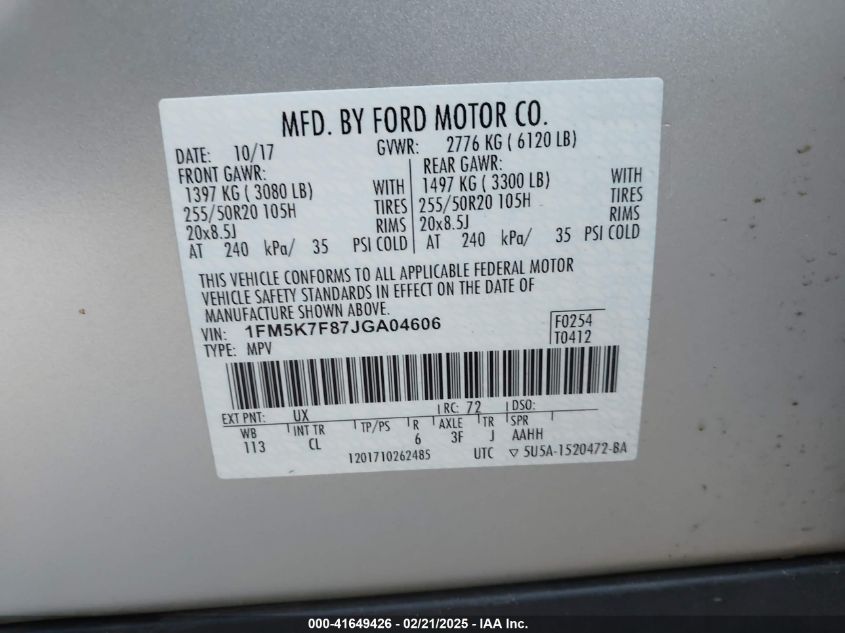 MFD. BY FORD MOTOR CO.
DATE: 10/17 GVWR: 2776 KG ( 6120 LB)
FRONT GAWR: REAR GAWR:
1397 KG ( 3080 LB) WITH 1497 KG ( 3300 LB) WITH
255/50R20 105H TIRES 255/50R20 105H TIRES
20x8.5J RIMS 20x8.5J RIMS
AT 240 kPa/ 35 PSI COLD AT 240 kPa/ 35 PSI COLD
THIS VEHICLE CONFORMS TO ALL APPLICABLE FEDERAL MOTOR
VEHICLE SAFETY STANDARDS IN EFFECT ON THE DATE OF
MANUFACTURE SHOWN ABOVE.
VIN: 1FM5K7F87JGA04606 F0254
TYPE: MPV T0412
EXT PNT: UX RC: 72 DSO:
WB INT TR TP/PS R AXLE TR SPR
113 CL 6 3F J AAHH
1201710262485 UTC ▽ 5U5A-1520472-BA
000-41649426 - 02/21/2025 - IAA Inc.